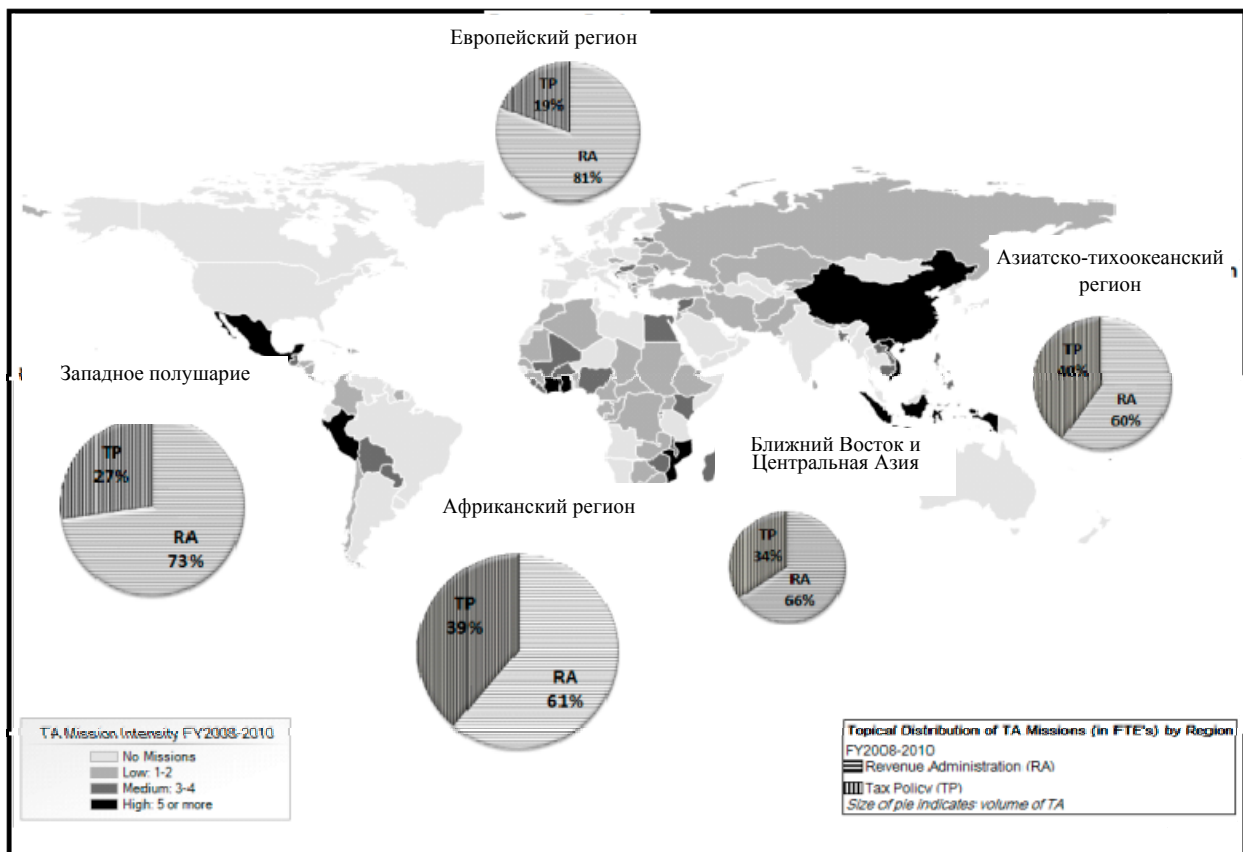 Европейский регион
TP
19%
RA
81%
Азиатско-тихоокеанский
регион
TP
40%
RA
60%
Западное полушарие
TP
27%
RA
73%
Ближний Восток и
Центральная Азия
TP
34%
RA
66%
Африканский регион
TP
39%
RA
61%
TA Mission Intensity FY2008-2010
No Missions
Low: 1-2
Medium: 3-4
High: 5 or more
Topical Distribution of TA Missions (in FTE's) by Region
FY2008-2010
Revenue Administration (RA)
Tax Policy (TP)
Size of pie indicates volume of TA